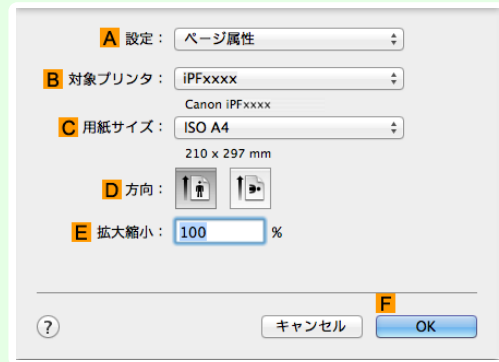 A 設定： ページ属性
B 対象プリンタ： iPFxxxx
Canon iPFxxxx
C 用紙サイズ： ISO A4
210 x 297 mm
D 方向：
E 拡大縮小： 100 %
F
? キャンセル OK